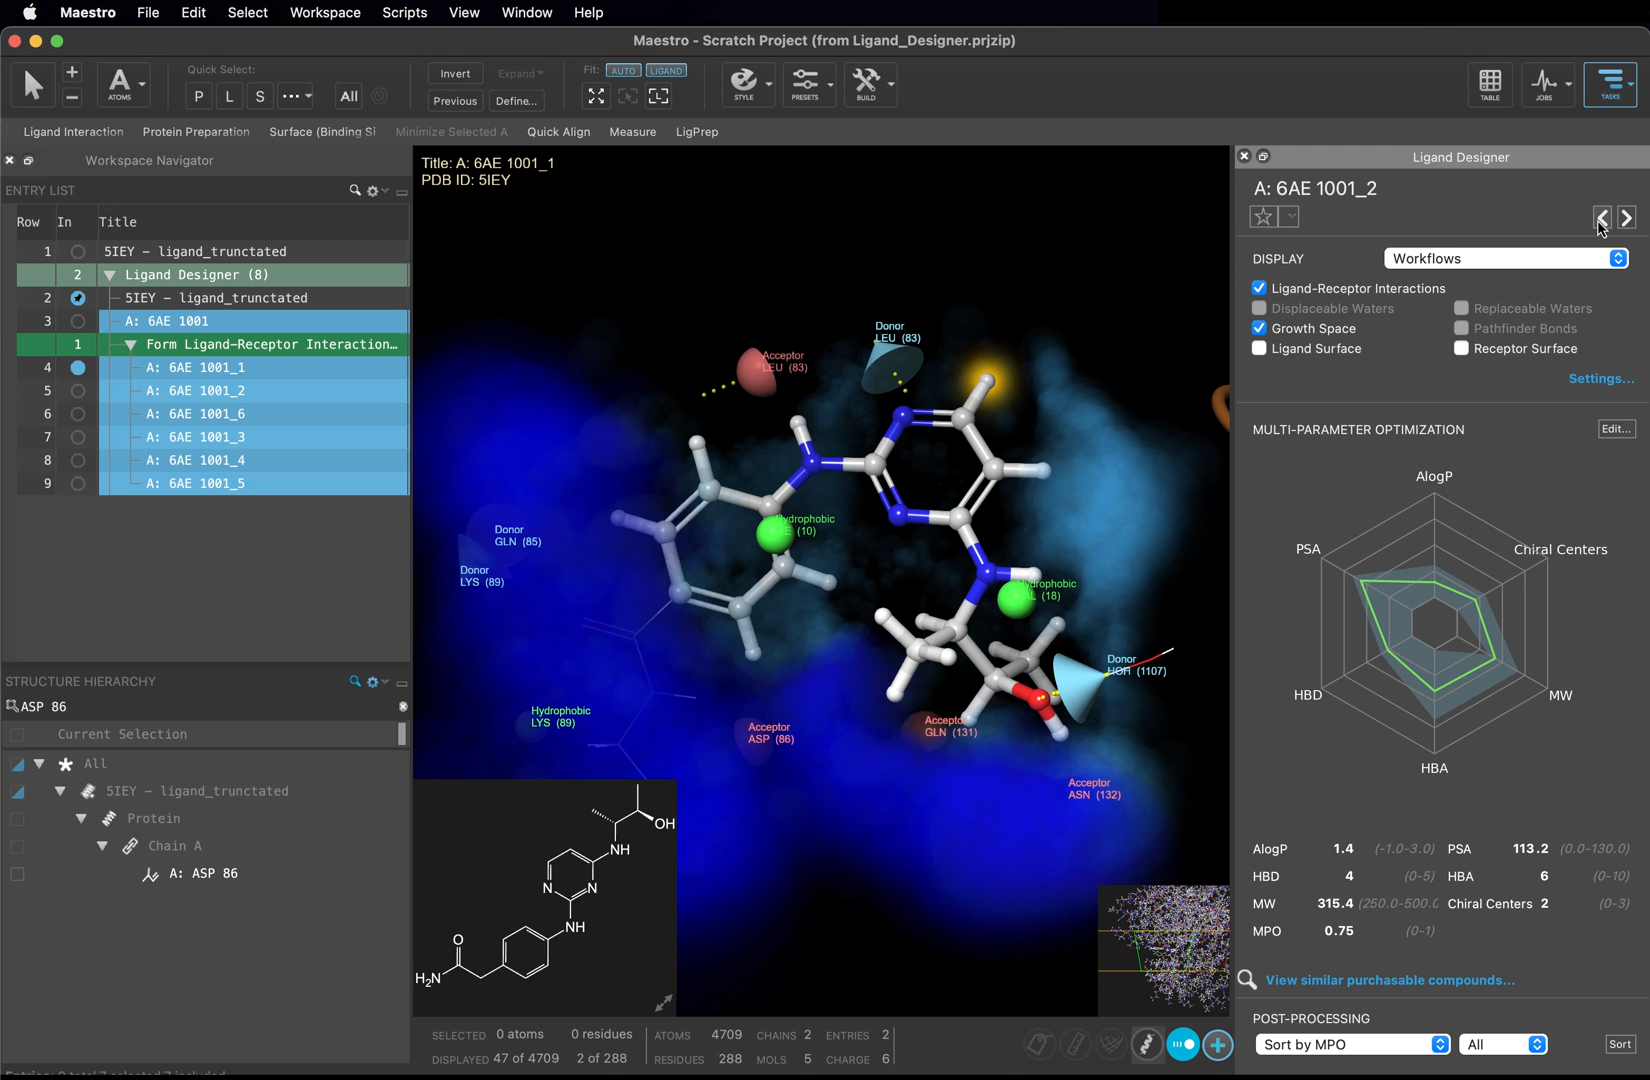 Maestro File Edit Select Workspace Scripts View Window Help
Maestro - Scratch Project (from Ligand_Designer.prjzip)
Quick Select:
A
ATOMS
P L S ... All
Invert Expand
Previous Define...
Fit: AUTO LIGAND
STYLE
PRESETS
BUILD
TABLE
JOBS
TASKS
Ligand Interaction Protein Preparation Surface (Binding Si Minimize Selected A Quick Align Measure LigPrep
Workspace Navigator
ENTRY LIST
Row In Title
1 5IEY - ligand_trunctated
2 Ligand Designer (8)
2 5IEY - ligand_trunctated
3 A: 6AE 1001
1 Form Ligand-Receptor Interaction...
4 A: 6AE 1001_1
5 A: 6AE 1001_2
6 A: 6AE 1001_6
7 A: 6AE 1001_3
8 A: 6AE 1001_4
9 A: 6AE 1001_5
STRUCTURE HIERARCHY
ASP 86
Current Selection
All
5IEY - ligand_trunctated
Protein
Chain A
A: ASP 86
Title: A: 6AE 1001_1
PDB ID: 5IEY
Donor
LEU (83)
Acceptor
LEU (83)
Hydrophobic
(10)
Donor
GLN (85)
Donor
LYS (89)
Hydrophobic
(18)
Donor
HOH (1107)
Hydrophobic
LYS (89)
Acceptor
ASP (86)
Acceptor
GLN (131)
Acceptor
ASN (132)
OH
NH
N N
NH
O
H2N
SELECTED 0 atoms 0 residues ATOMS 4709 CHAINS 2 ENTRIES 2
DISPLAYED 47 of 4709 2 of 288 RESIDUES 288 MOLS 5 CHARGE 6
Ligand Designer
A: 6AE 1001_2
DISPLAY Workflows
Ligand-Receptor Interactions
Displaceable Waters Replaceable Waters
Growth Space Pathfinder Bonds
Ligand Surface Receptor Surface
Settings...
MULTI-PARAMETER OPTIMIZATION Edit...
AlogP
PSA Chiral Centers
HBD MW
HBA
AlogP 1.4 (-1.0-3.0) PSA 113.2 (0.0-130.0)
HBD 4 (0-5) HBA 6 (0-10)
MW 315.4 (250.0-500.0 Chiral Centers 2 (0-3)
MPO 0.75 (0-1)
View similar purchasable compounds...
POST-PROCESSING
Sort by MPO All Sort